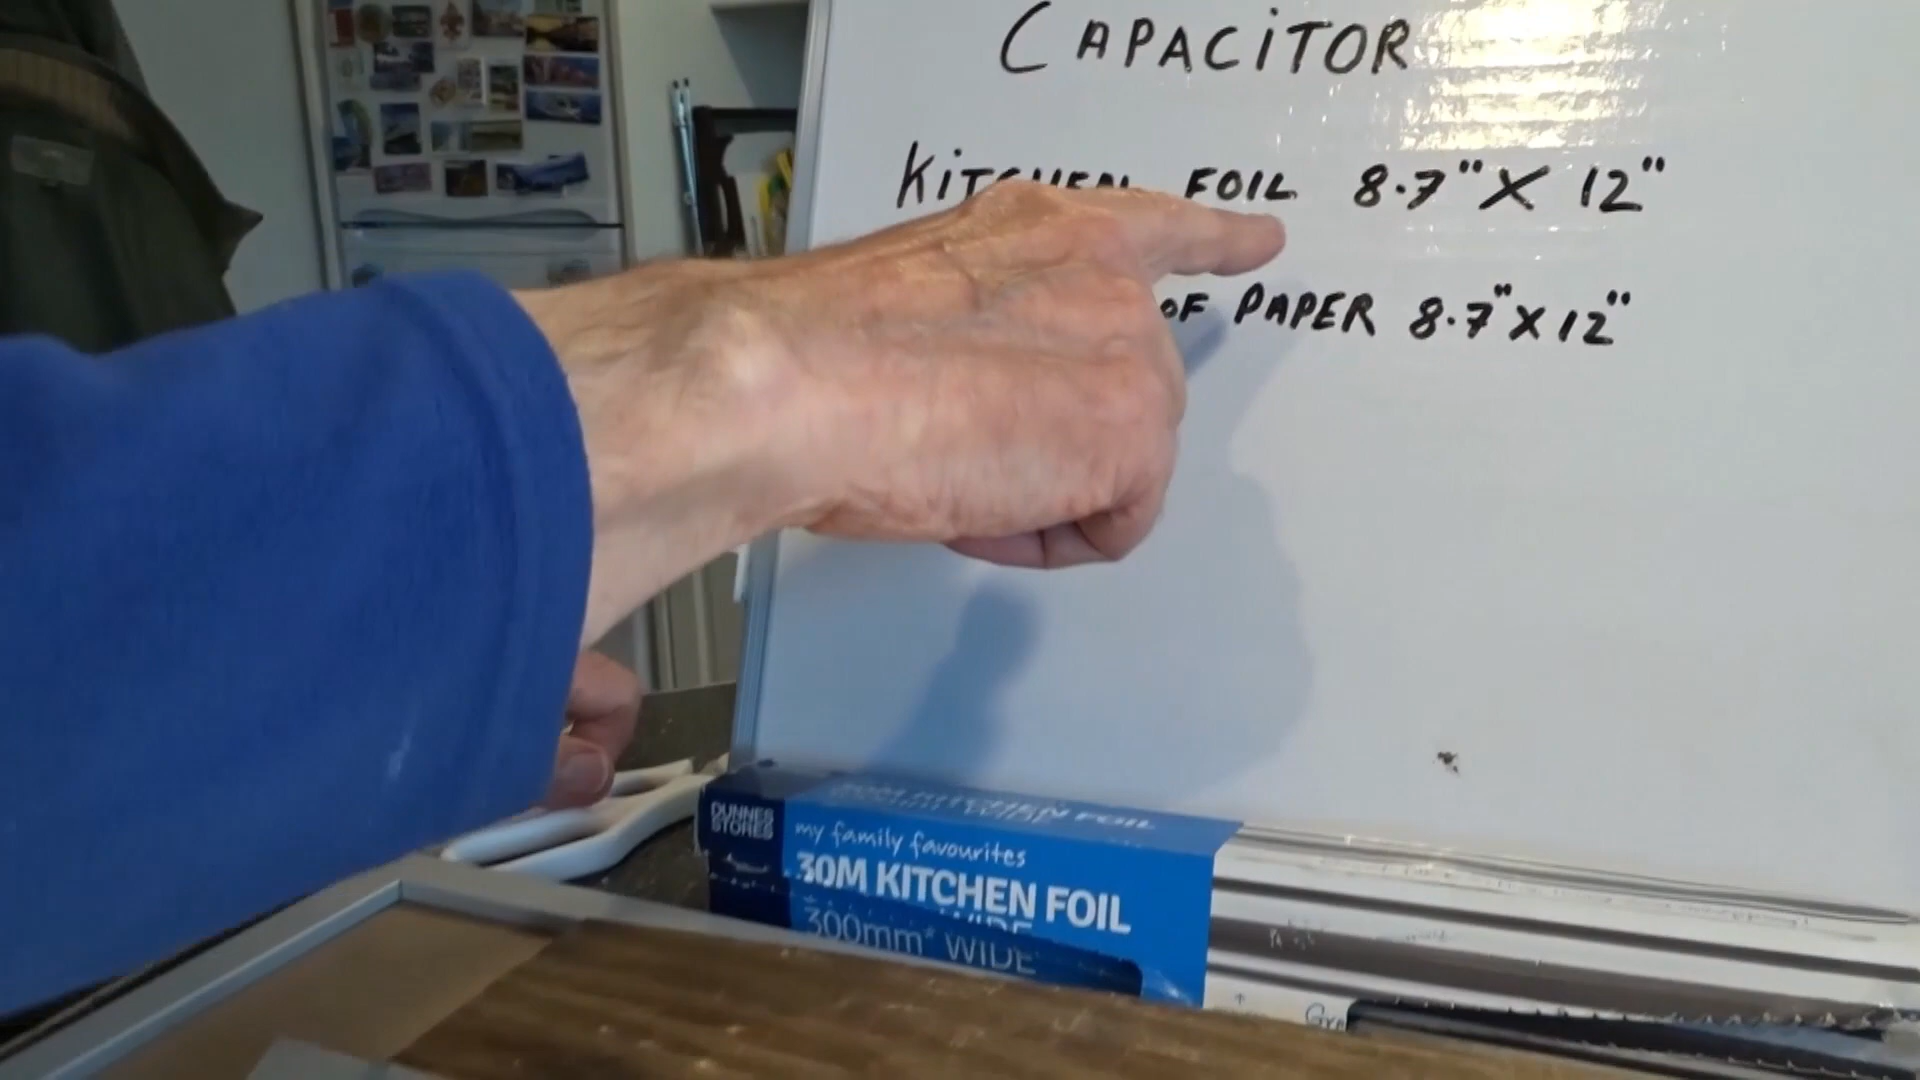 CAPACiTOR
KiTCHEN FOIL 8.7" X 12"
OF PAPER 8.7" X 12"
DUNNES
STORES
my family favourites
30M KITCHEN FOIL
300mm* WIDE